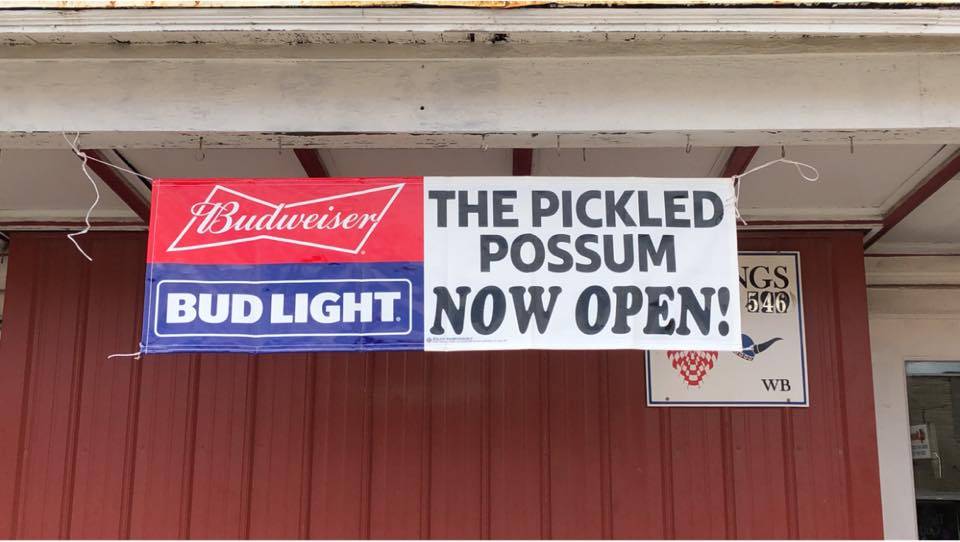 Budweiser
BUD LIGHT
THE PICKLED
POSSUM
NOW OPEN!
NGS
546
WB